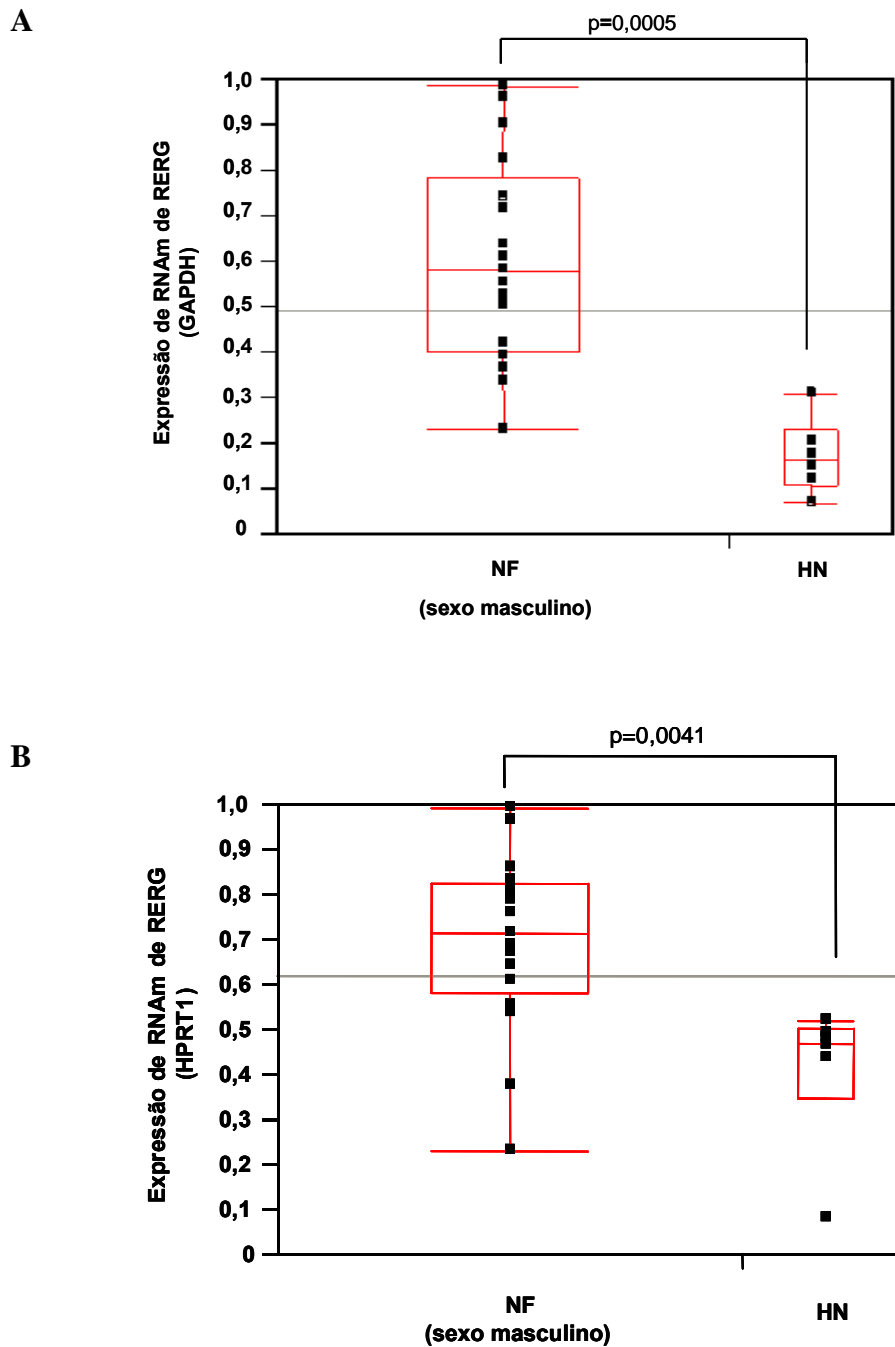 A
p=0,0005
Expressão de RNAm de RERG
(GAPDH)
1,0
0,9
0,8
0,7
0,6
0,5
0,4
0,3
0,2
0,1
0
NF
HN
(sexo masculino)
B
p=0,0041
Expressão de RNAm de RERG
(HPRT1)
1,0
0,9
0,8
0,7
0,6
0,5
0,4
0,3
0,2
0,1
0
NF
HN
(sexo masculino)